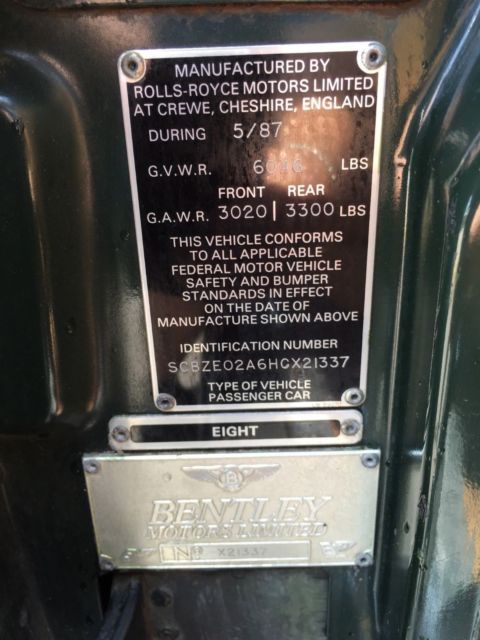 MANUFACTURED BY
ROLLS-ROYCE MOTORS LIMITED
AT CREWE, CHESHIRE, ENGLAND
DURING 5/87
G.V.W.R. 6046 LBS
FRONT REAR
G.A.W.R. 3020 | 3300 LBS
THIS VEHICLE CONFORMS
TO ALL APPLICABLE
FEDERAL MOTOR VEHICLE
SAFETY AND BUMPER
STANDARDS IN EFFECT
ON THE DATE OF
MANUFACTURE SHOWN ABOVE
IDENTIFICATION NUMBER
SCBZE02A6HCX21337
TYPE OF VEHICLE
PASSENGER CAR
EIGHT
B
BENTLEY
MOTORS LIMITED
Nº X21337